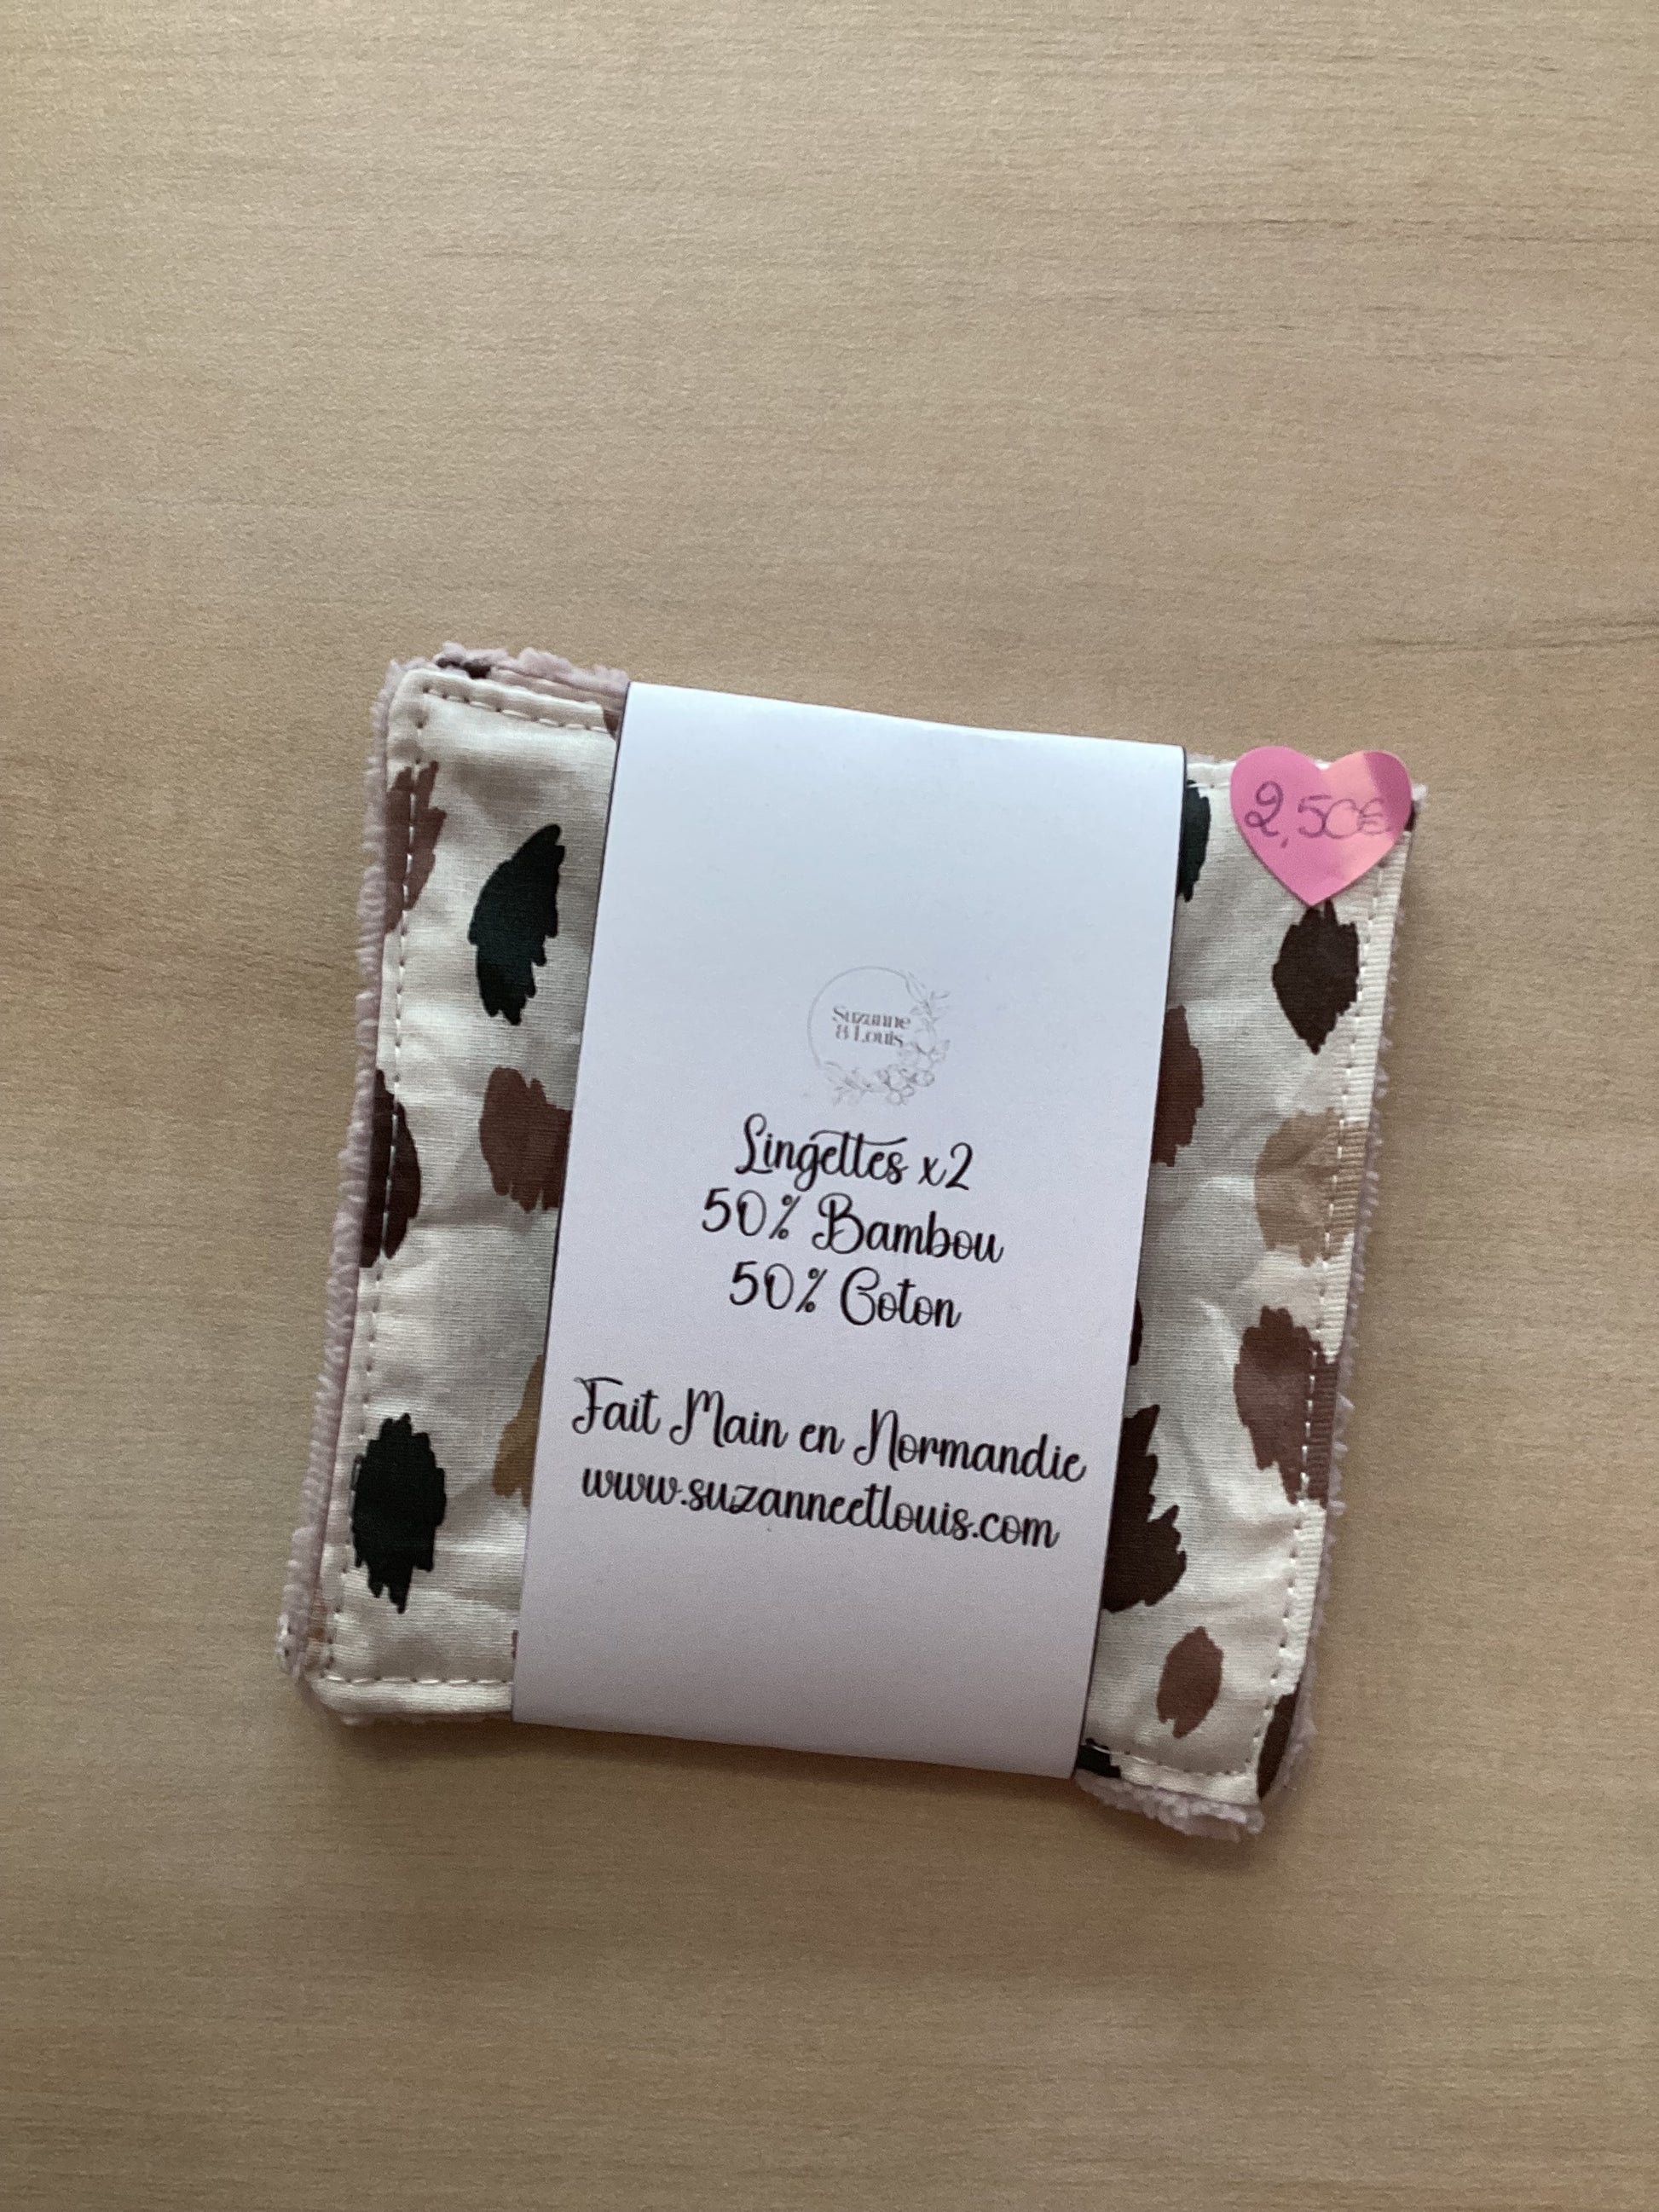 2,50€
Suzanne
& Louis
Lingettes x2
50% Bambou
50% Coton
Fait Main en Normandie
www.suzanneetlouis.com